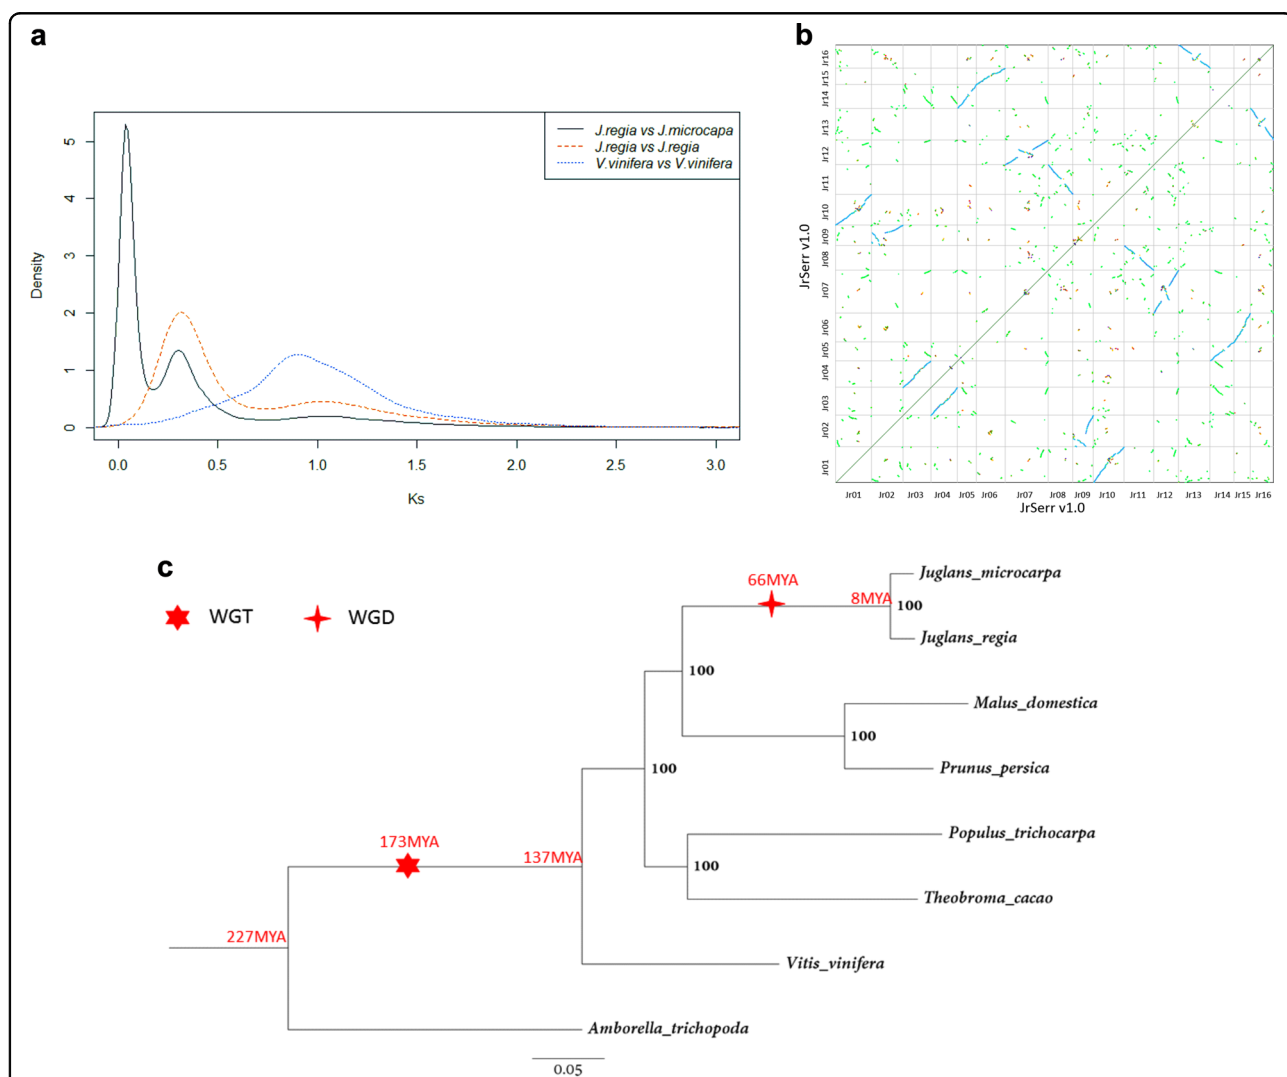 a
b
J.regia vs J.microcapa
J.regia vs J.regia
V.vinifera vs V.vinifera
Density
5
4
3
2
1
0
0.0 0.5 1.0 1.5 2.0 2.5 3.0
Ks
JrSerr v1.0
Jr16
Jr15
Jr14
Jr13
Jr12
Jr11
Jr10
Jr09
Jr08
Jr07
Jr06
Jr05
Jr04
Jr03
Jr02
Jr01
Jr01 Jr02 Jr03 Jr04 Jr05 Jr06 Jr07 Jr08 Jr09 Jr10 Jr11 Jr12 Jr13 Jr14 Jr15 Jr16
JrSerr v1.0
c
WGT WGD
66MYA
8MYA
100
Juglans_microcarpa
Juglans_regia
100
Malus_domestica
100
Prunus_persica
100
Populus_trichocarpa
100
Theobroma_cacao
173MYA
137MYA
Vitis_vinifera
227MYA
Amborella_trichopoda
0.05